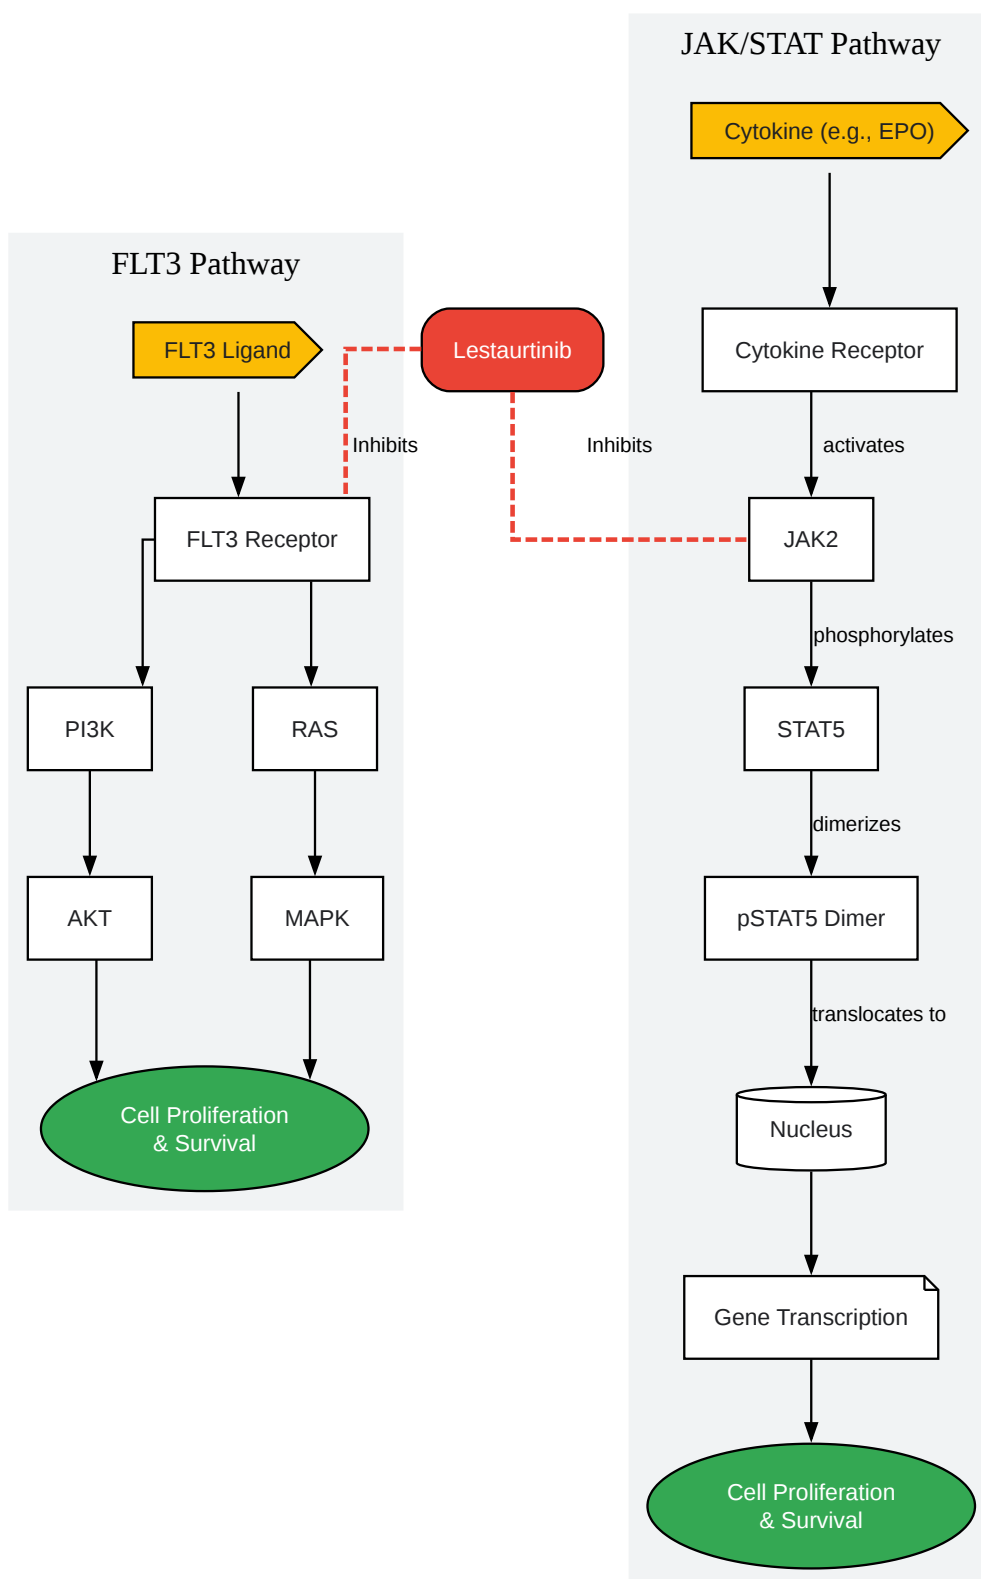 JAK/STAT Pathway
Cytokine (e.g., EPO)
FLT3 Pathway
FLT3 Ligand
Lestaurtinib
Cytokine Receptor
Inhibits
Inhibits
activates
FLT3 Receptor
JAK2
phosphorylates
PI3K
RAS
STAT5
dimerizes
AKT
MAPK
pSTAT5 Dimer
translocates to
Cell Proliferation
& Survival
Nucleus
Gene Transcription
Cell Proliferation
& Survival